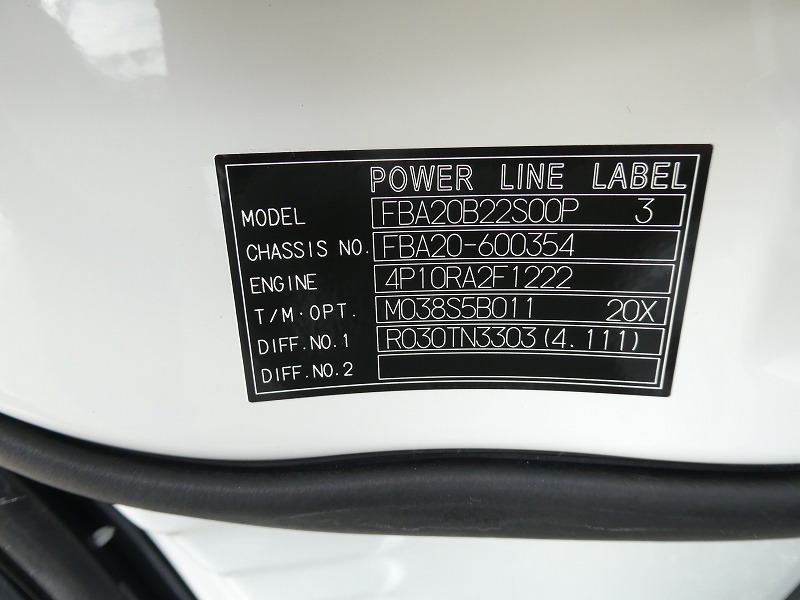 POWER LINE LABEL
MODEL FBA20B22S00P 3
CHASSIS NO. FBA20-600354
ENGINE 4P10RA2F1222
T/M·OPT. M038S5B011 20X
DIFF.NO.1 R030TN3303(4.111)
DIFF.NO.2